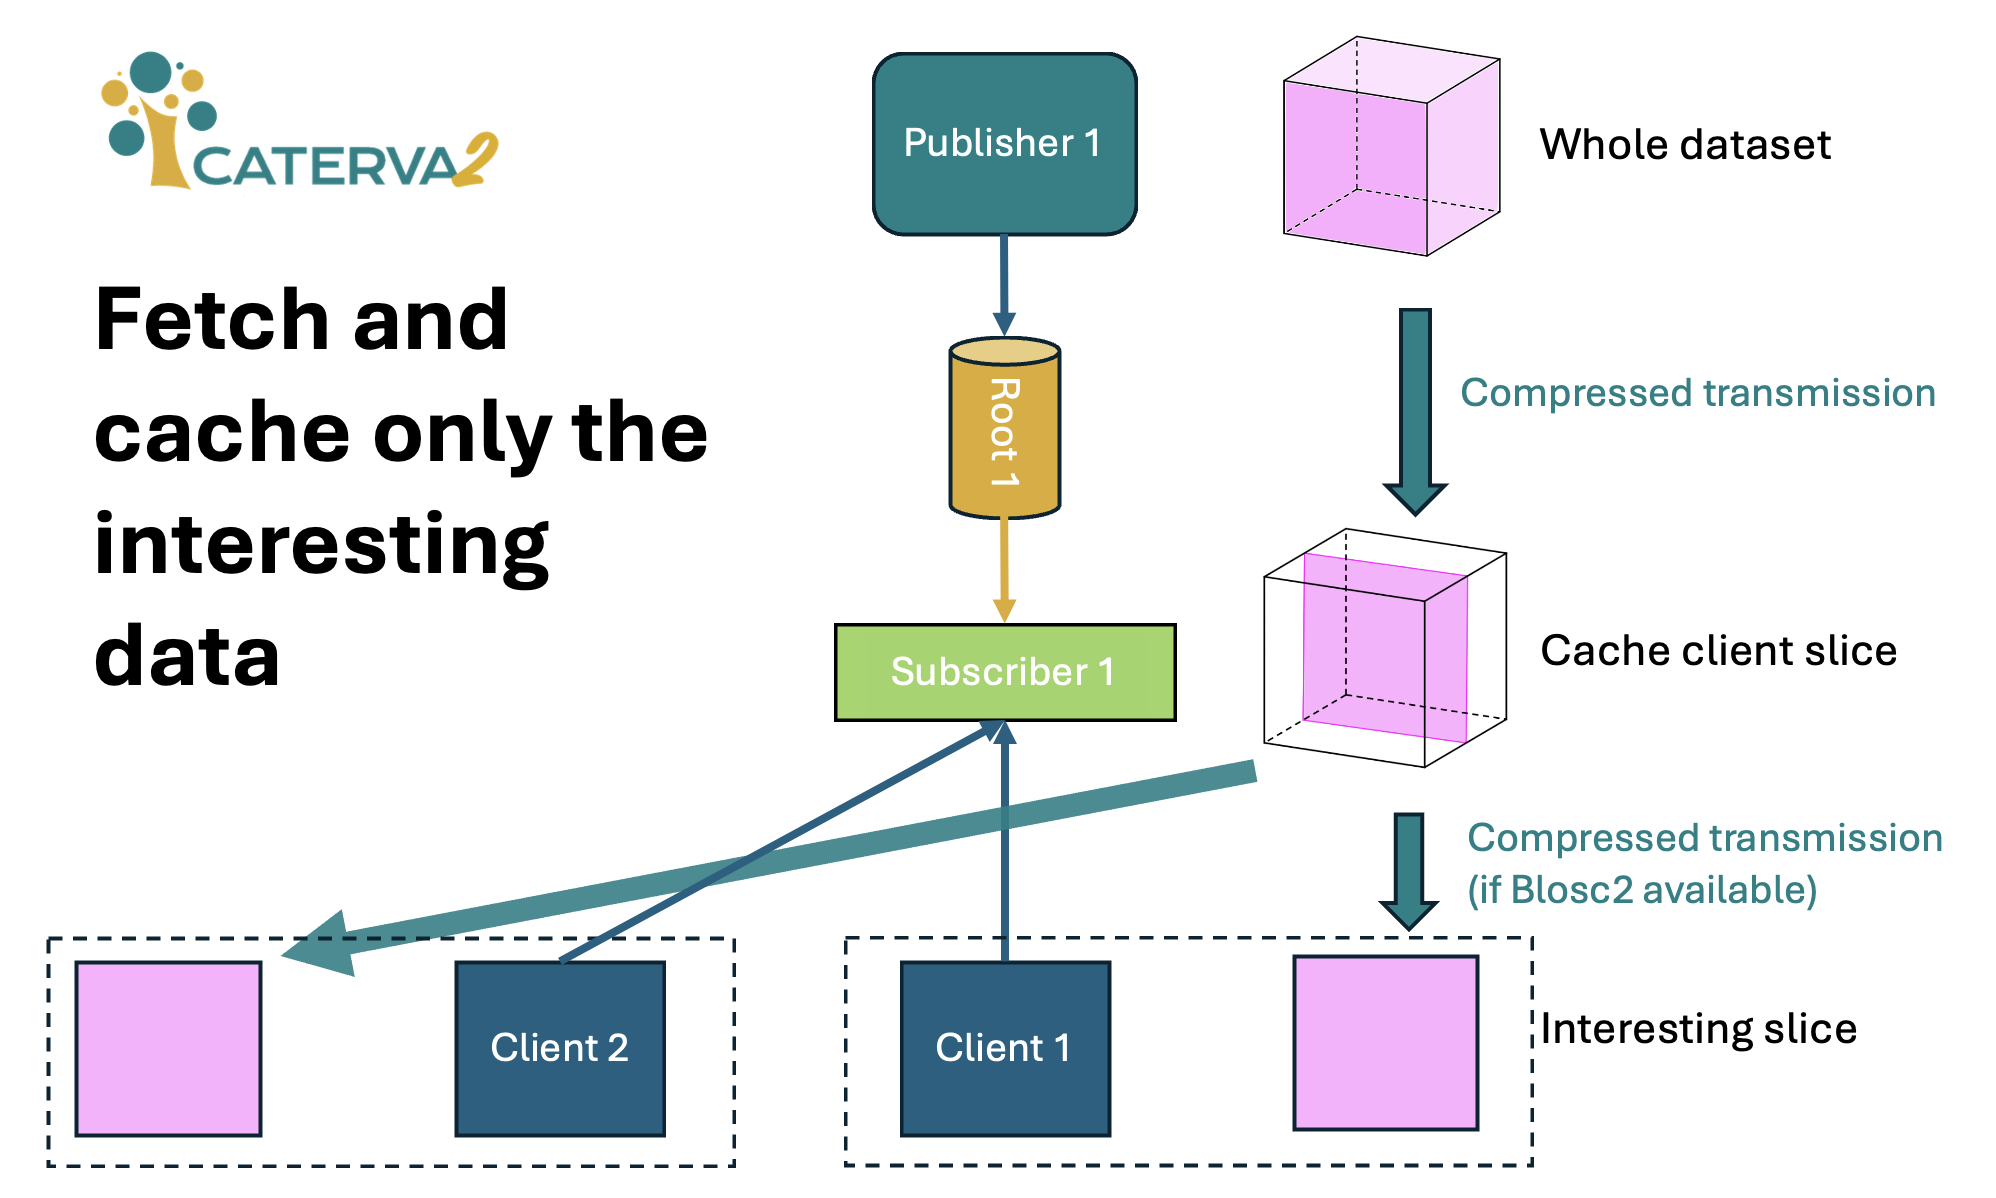 CATERVA2
Fetch and
cache only the
interesting
data
Publisher 1
Root 1
Subscriber 1
Client 2
Client 1
Whole dataset
Compressed transmission
Cache client slice
Compressed transmission
(if Blosc2 available)
Interesting slice